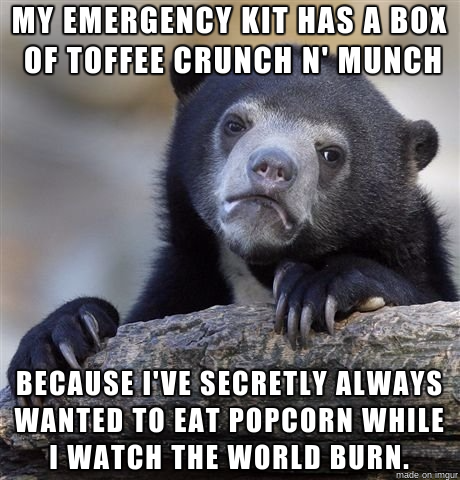 MY EMERGENCY KIT HAS A BOX
OF TOFFEE CRUNCH N' MUNCH
BECAUSE I'VE SECRETLY ALWAYS
WANTED TO EAT POPCORN WHILE
I WATCH THE WORLD BURN.
made on imgur